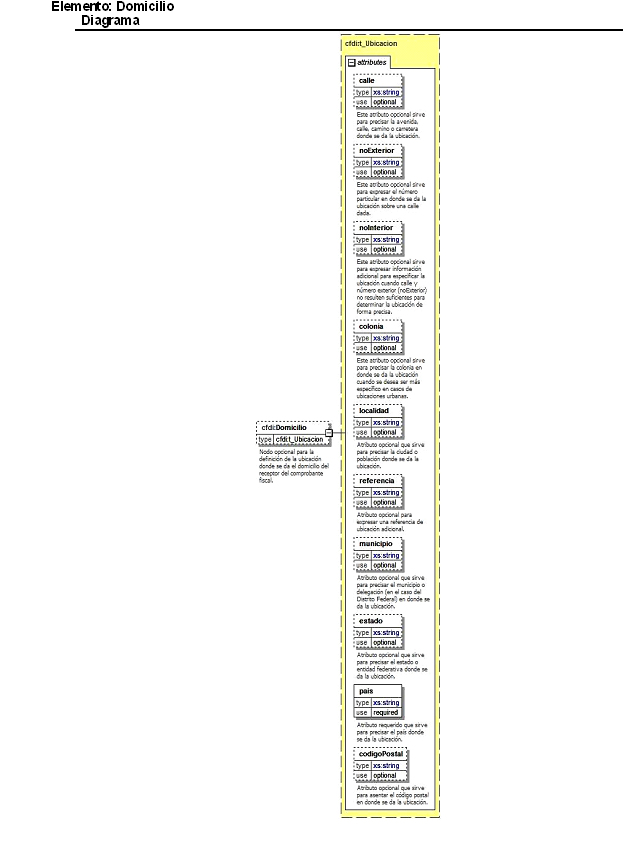 Elemento: Domicilio
Diagrama
cfdi:t_Ubicacion
attributes
calle
type xs:string
use optional
Este atributo opcional sirve
para precisar la avenida,
calle, camino o carretera
donde se da la ubicación.
noExterior
type xs:string
use optional
Este atributo opcional sirve
para expresar el número
particular en donde se da la
ubicación sobre una calle
dada.
noInterior
type xs:string
use optional
Este atributo opcional sirve
para expresar información
adicional para especificar la
ubicación cuando calle y
número exterior (noExterior)
no resulten suficientes para
determinar la ubicación de
forma precisa.
colonia
type xs:string
use optional
Este atributo opcional sirve
para precisar la colonia en
donde se da la ubicación
cuando se desea ser más
específico en casos de
ubicaciones urbanas.
localidad
type xs:string
use optional
Atributo opcional que sirve
para precisar la ciudad o
población donde se da la
ubicación.
cfdi:Domicilio
type cfdi:t_Ubicacion
Nodo opcional para la
definición de la ubicación
donde se da el domicilio del
receptor del comprobante
fiscal.
referencia
type xs:string
use optional
Atributo opcional para
expresar una referencia de
ubicación adicional.
municipio
type xs:string
use optional
Atributo opcional que sirve
para precisar el municipio o
delegación (en el caso del
Distrito Federal) en donde se
da la ubicación.
estado
type xs:string
use optional
Atributo opcional que sirve
para precisar el estado o
entidad federativa donde se
da la ubicación.
pais
type xs:string
use required
Atributo requerido que sirve
para precisar el país donde
se da la ubicación.
codigoPostal
type xs:string
use optional
Atributo opcional que sirve
para asentar el código postal
en donde se da la ubicación.